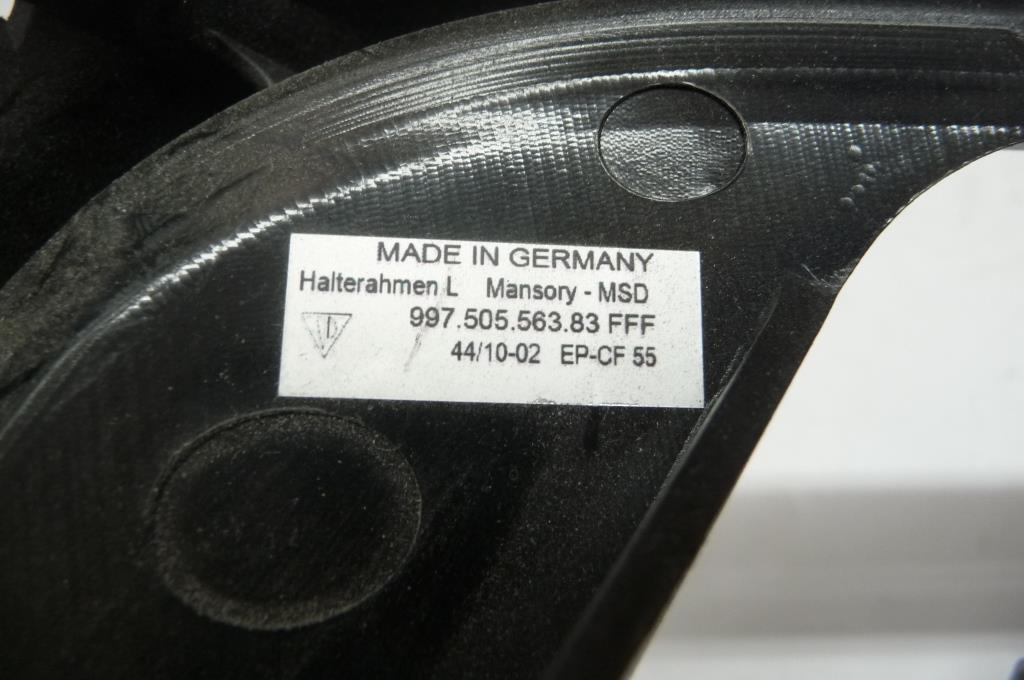 MADE IN GERMANY
Halterahmen L Mansory - MSD
997.505.563.83 FFF
44/10-02 EP-CF 55